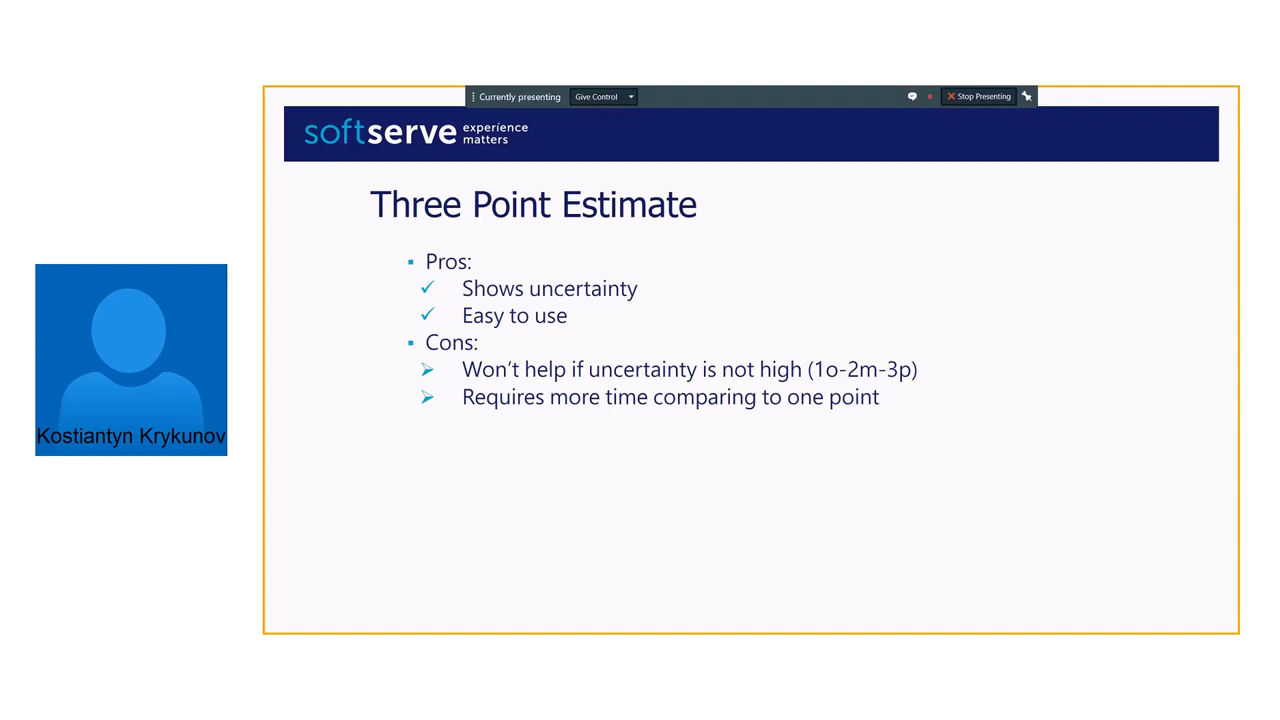 Currently presenting Give Control Stop Presenting
softserve experience matters
Three Point Estimate
Pros:
Shows uncertainty
Easy to use
Cons:
Won't help if uncertainty is not high (1o-2m-3p)
Requires more time comparing to one point
Kostiantyn Krykunov